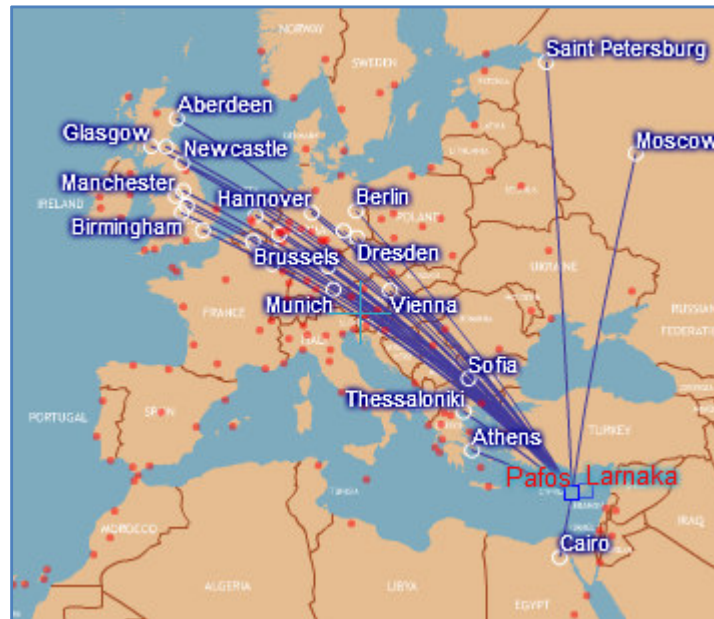 NORWAY
Saint Petersburg
SWEDEN
Aberdeen
Glasgow
Newcastle
Moscow
Manchester
IRELAND
Hannover
Berlin
POLAND
Birmingham
Dresden
Brussels
UKRAINE
FRANCE
Munich
Vienna
RUSSIAN
FEDERATION
Sofia
Thessaloniki
PORTUGAL
SPAIN
Athens
TURKEY
Pafos
Larnaka
TUNISIA
IRAQ
MOROCCO
Cairo
ALGERIA
LIBYA
EGYPT